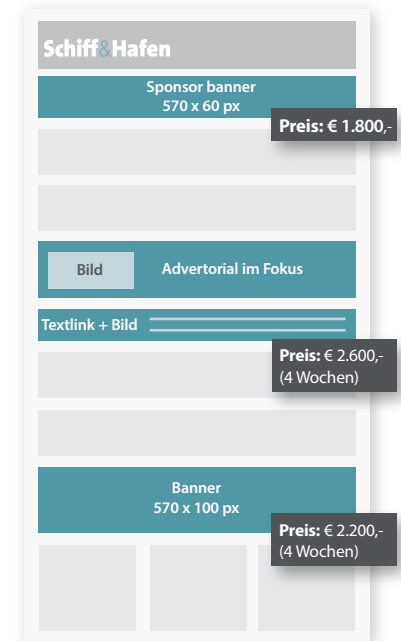 Schiff&Hafen
Sponsor banner
570 x 60 px
Preis: € 1.800,-
Bild
Advertorial im Fokus
Textlink + Bild
Preis: € 2.600,-
(4 Wochen)
Banner
570 x 100 px
Preis: € 2.200,-
(4 Wochen)